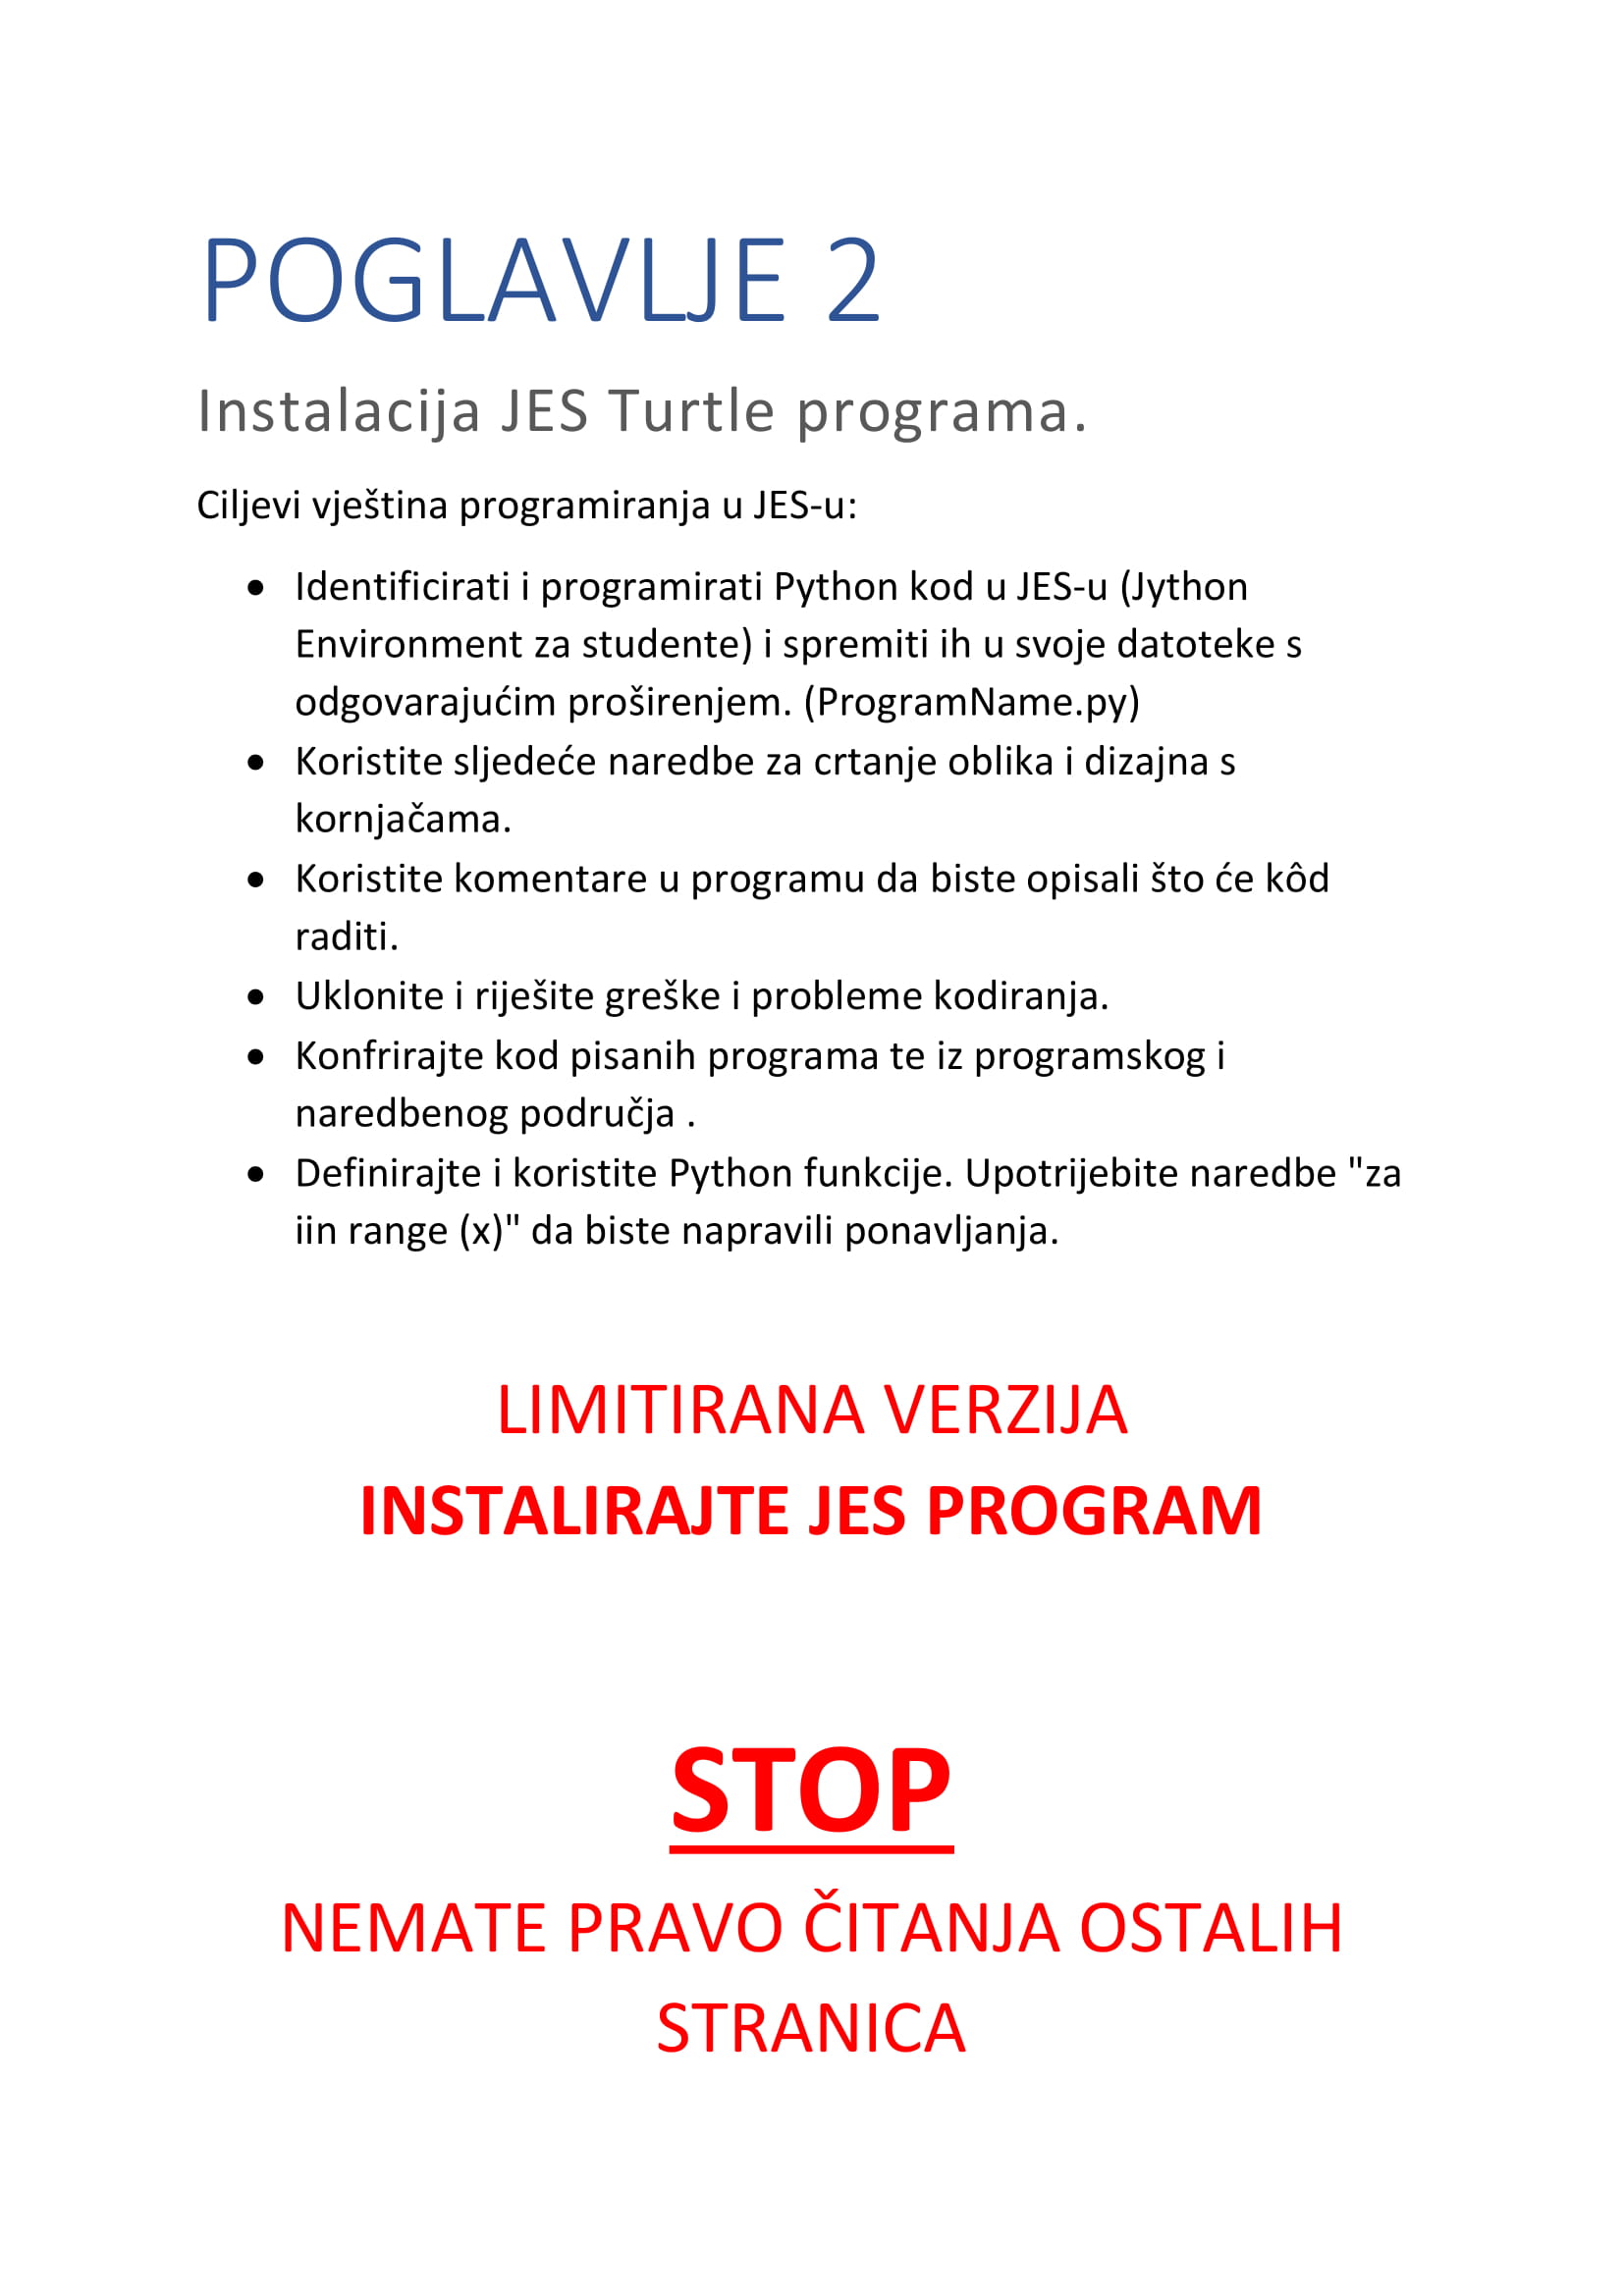 POGLAVLJE 2
Instalacija JES Turtle programa.
Ciljevi vještina programiranja u JES-u:
• Identificirati i programirati Python kod u JES-u (Jython
Environment za studente) i spremiti ih u svoje datoteke s
odgovarajućim proširenjem. (ProgramName.py)
• Koristite sljedeće naredbe za crtanje oblika i dizajna s
kornjačama.
• Koristite komentare u programu da biste opisali što će kôd
raditi.
• Uklonite i riješite greške i probleme kodiranja.
• Konfrirajte kod pisanih programa te iz programskog i
naredbenog područja .
• Definirajte i koristite Python funkcije. Upotrijebite naredbe "za
iin range (x)" da biste napravili ponavljanja.
LIMITIRANA VERZIJA
INSTALIRAJTE JES PROGRAM
STOP
NEMATE PRAVO ČITANJA OSTALIH
STRANICA